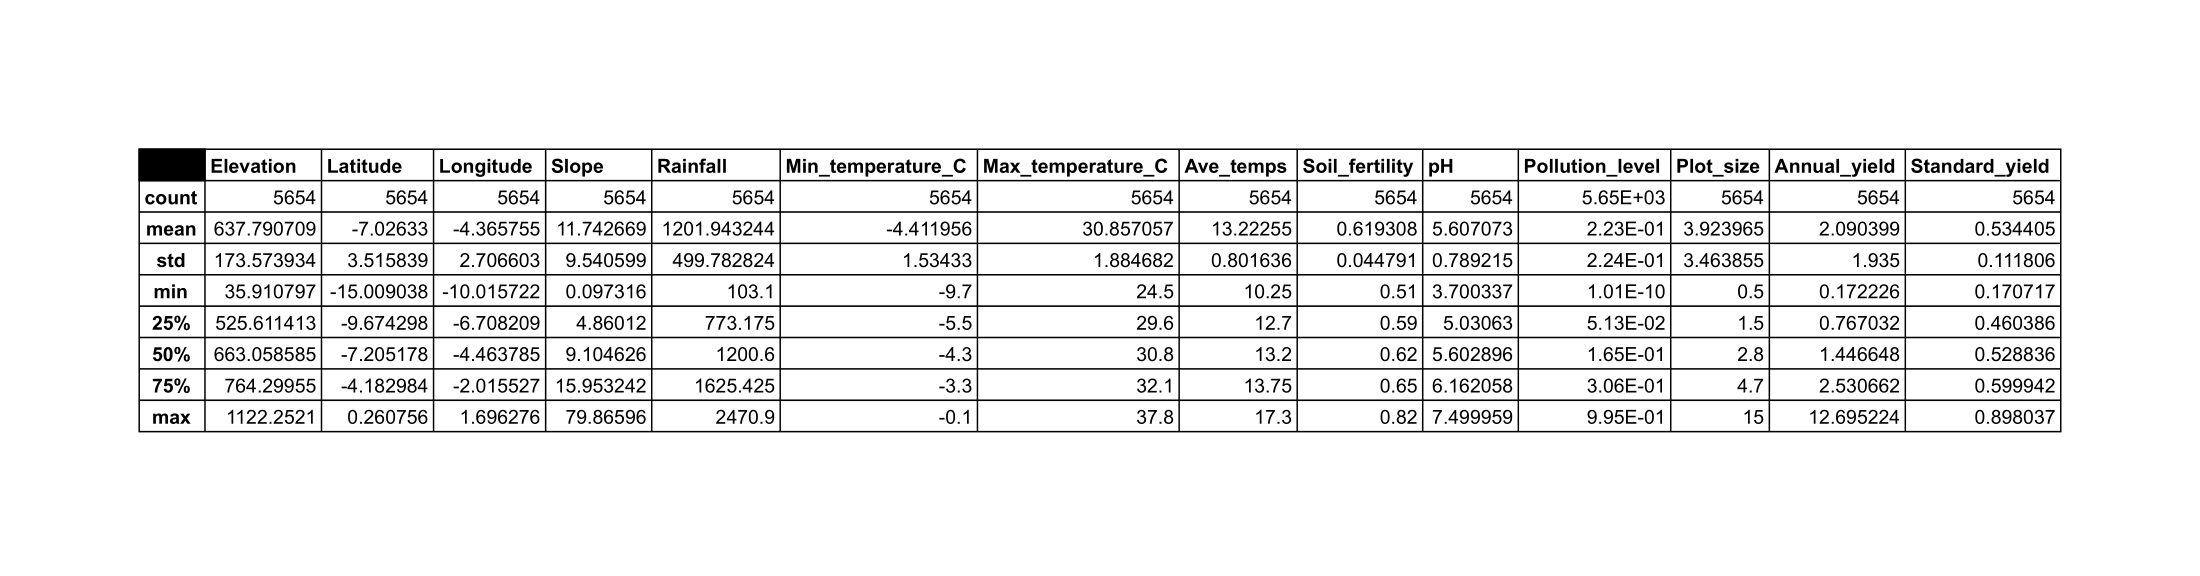 Elevation Latitude Longitude Slope Rainfall Min_temperature_C Max_temperature_C Ave_temps Soil_fertility pH Pollution_level Plot_size Annual_yield Standard_yield
count 5654 5654 5654 5654 5654 5654 5654 5654 5654 5654 5.65E+03 5654 5654 5654
mean 637.790709 -7.02633 -4.365755 11.742669 1201.943244 -4.411956 30.857057 13.22255 0.619308 5.607073 2.23E-01 3.923965 2.090399 0.534405
std 173.573934 3.515839 2.706603 9.540599 499.782824 1.53433 1.884682 0.801636 0.044791 0.789215 2.24E-01 3.463855 1.935 0.111806
min 35.910797 -15.009038 -10.015722 0.097316 103.1 -9.7 24.5 10.25 0.51 3.700337 1.01E-10 0.5 0.172226 0.170717
25% 525.611413 -9.674298 -6.708209 4.86012 773.175 -5.5 29.6 12.7 0.59 5.03063 5.13E-02 1.5 0.767032 0.460386
50% 663.058585 -7.205178 -4.463785 9.104626 1200.6 -4.3 30.8 13.2 0.62 5.602896 1.65E-01 2.8 1.446648 0.528836
75% 764.29955 -4.182984 -2.015527 15.953242 1625.425 -3.3 32.1 13.75 0.65 6.162058 3.06E-01 4.7 2.530662 0.599942
max 1122.2521 0.260756 1.696276 79.86596 2470.9 -0.1 37.8 17.3 0.82 7.499959 9.95E-01 15 12.695224 0.898037